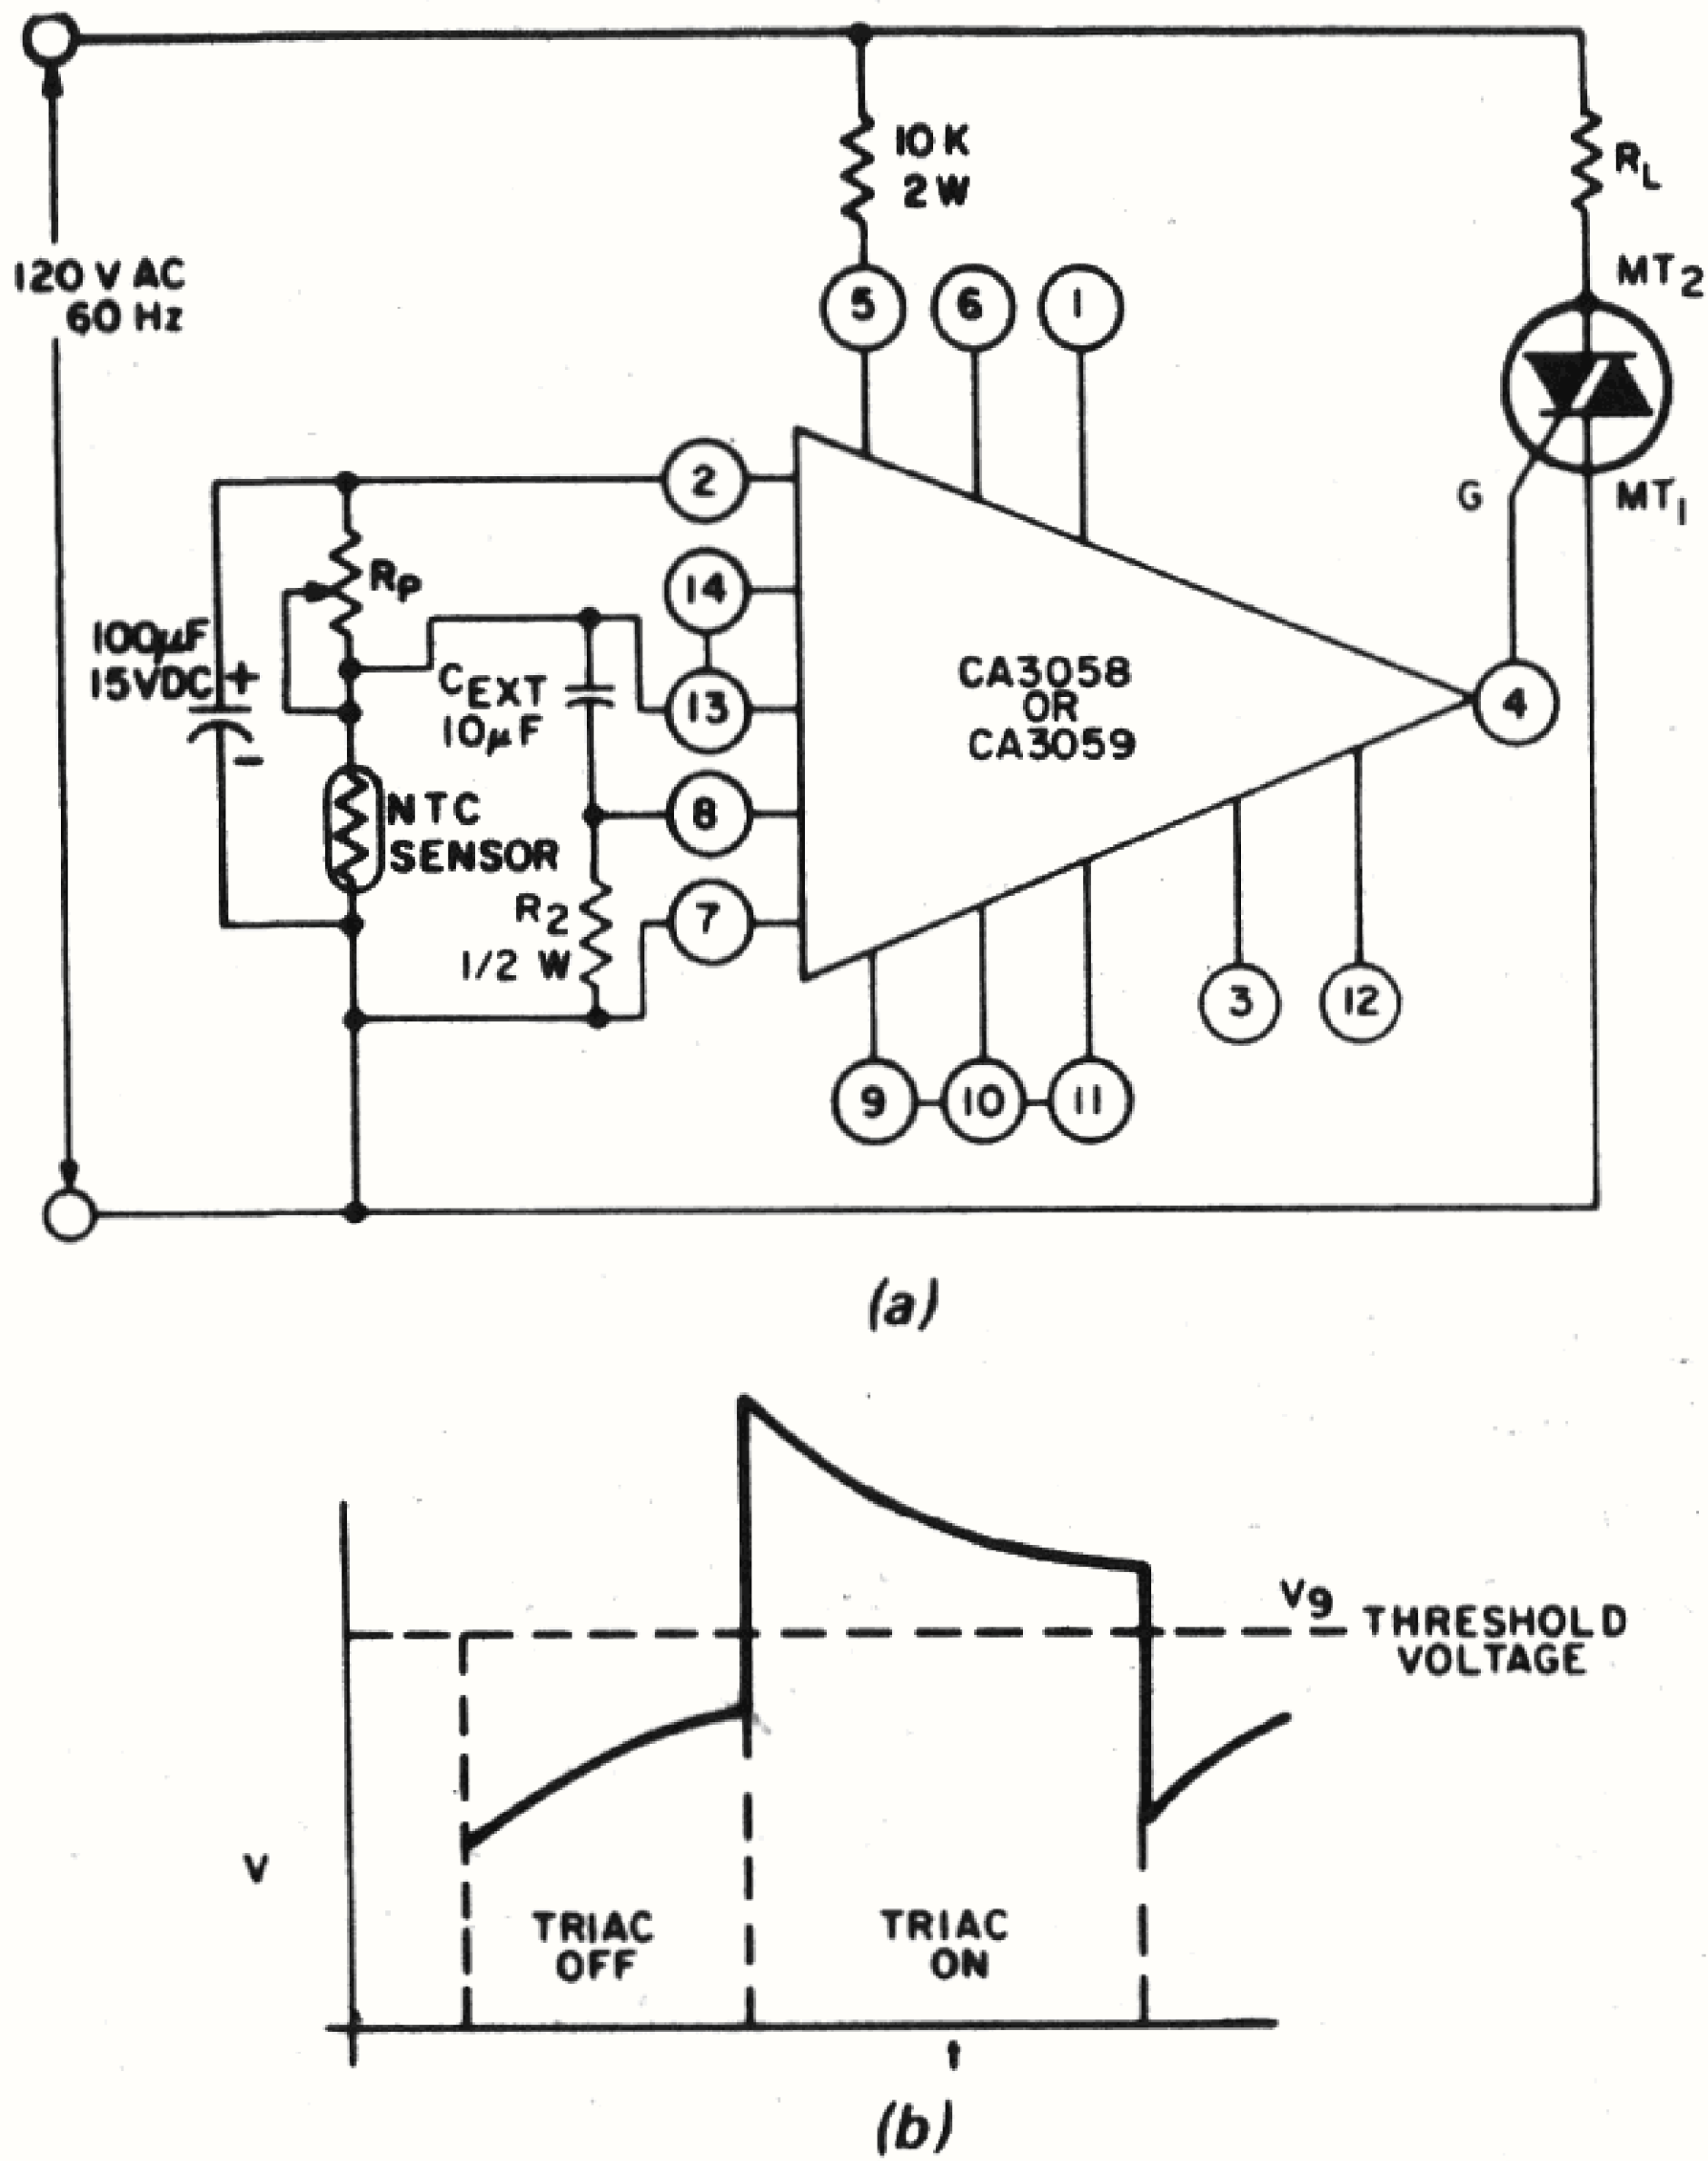 10 K
2 W
R_L
120 V AC
60 Hz
MT_2
5
6
1
2
G
MT_1
14
R_P
100µF
15VDC
+
-
C_EXT
10µF
13
CA3058
OR
CA3059
4
NTC
SENSOR
8
R_2
1/2 W
7
3
12
9
10
11
(a)
V_9
THRESHOLD
VOLTAGE
V
TRIAC
OFF
TRIAC
ON
t
(b)